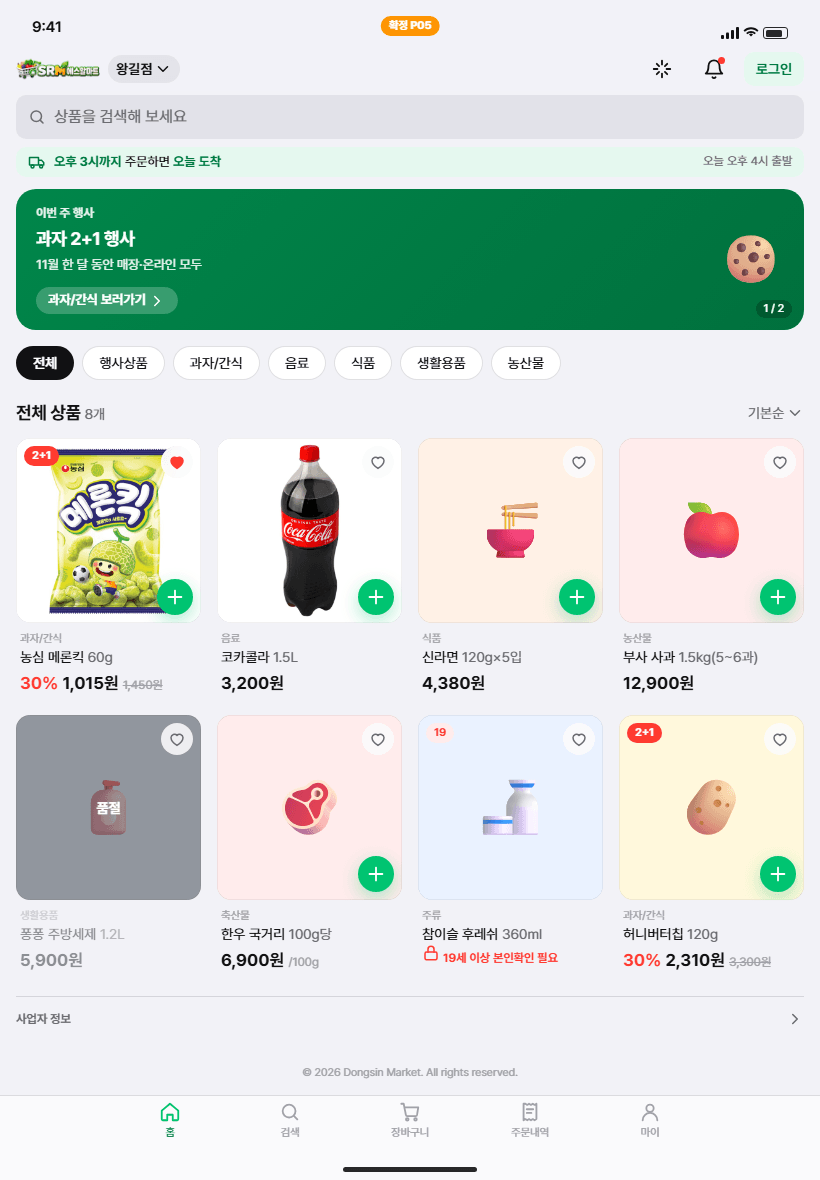 9:41
확정 P05
SRM에스알마트
왕길점
로그인
상품을 검색해 보세요
오후 3시까지 주문하면 오늘 도착
오늘 오후 4시 출발
이번 주 행사
과자 2+1 행사
11월 한 달 동안 매장·온라인 모두
과자/간식 보러가기
1 / 2
전체
행사상품
과자/간식
음료
식품
생활용품
농산물
전체 상품 8개
기본순
2+1
농심
메론킥
Coca-Cola
과자/간식
농심 메론킥 60g
30% 1,015원 1,450원
음료
코카콜라 1.5L
3,200원
식품
신라면 120g×5입
4,380원
농산물
부사 사과 1.5kg(5~6과)
12,900원
품절
19
2+1
생활용품
퐁퐁 주방세제 1.2L
5,900원
축산물
한우 국거리 100g당
6,900원 /100g
주류
참이슬 후레쉬 360ml
19세 이상 본인확인 필요
과자/간식
허니버터칩 120g
30% 2,310원 3,300원
사업자 정보
© 2026 Dongsin Market. All rights reserved.
홈
검색
장바구니
주문내역
마이